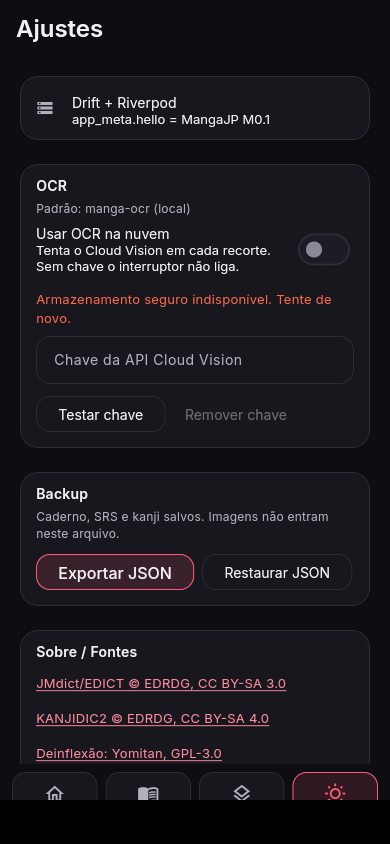 Ajustes
Drift + Riverpod
app_meta.hello = MangaJP M0.1
OCR
Padrão: manga-ocr (local)
Usar OCR na nuvem
Tenta o Cloud Vision em cada recorte.
Sem chave o interruptor não liga.
Armazenamento seguro indisponível. Tente de
novo.
Chave da API Cloud Vision
Testar chave
Remover chave
Backup
Caderno, SRS e kanji salvos. Imagens não entram
neste arquivo.
Exportar JSON
Restaurar JSON
Sobre / Fontes
JMdict/EDICT © EDRDG, CC BY-SA 3.0
KANJIDIC2 © EDRDG, CC BY-SA 4.0
Deinflexão: Yomitan, GPL-3.0